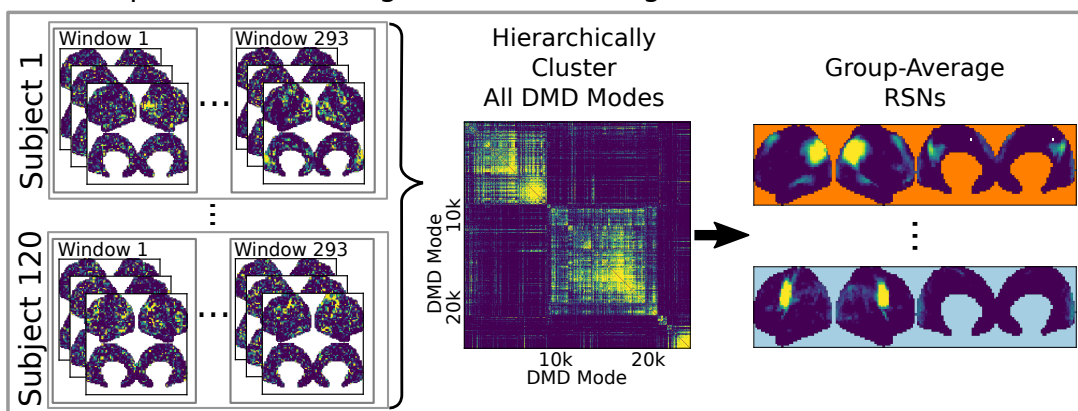 Subject 1
Window 1
...
Window 293
...
Subject 120
Window 1
...
Window 293
Hierarchically
Cluster
All DMD Modes
DMD Mode
10k
20k
10k
20k
DMD Mode
Group-Average
RSNs
...